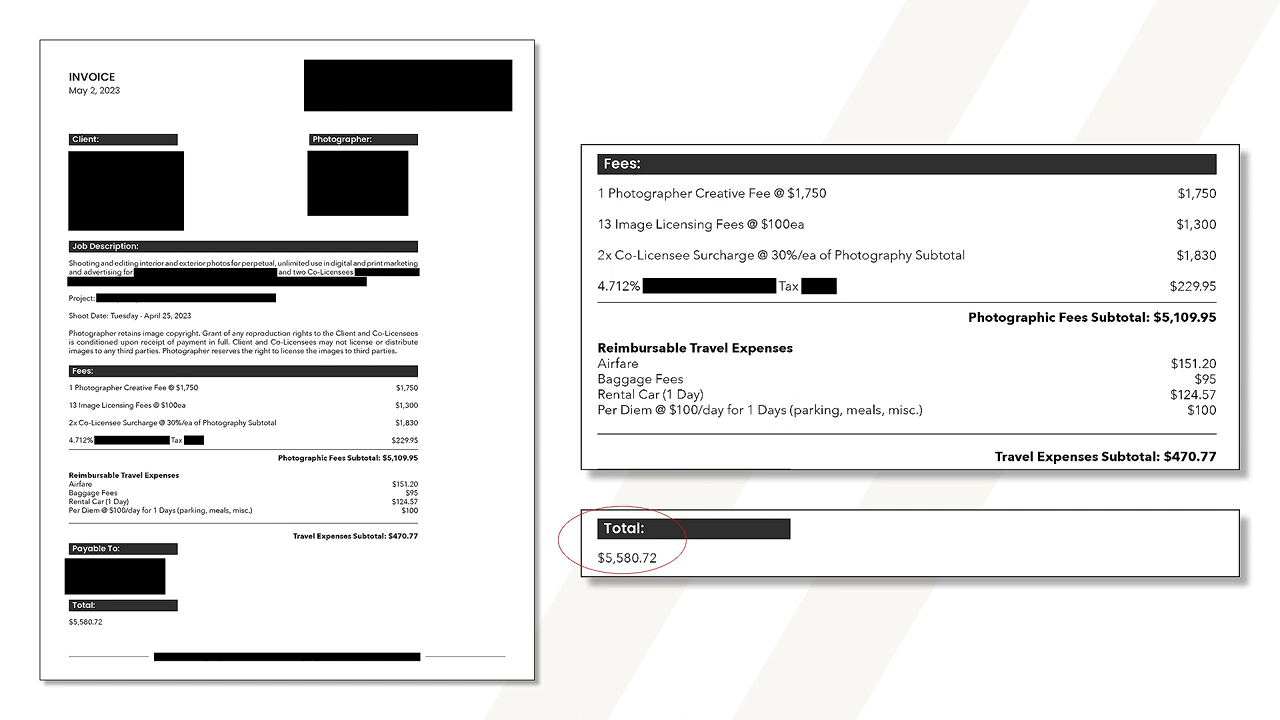 INVOICE
May 2, 2023
Client:
Photographer:
Job Description:
Shooting and editing interior and exterior photos for perpetual, unlimited use in digital and print marketing
and advertising for and two Co-Licensees
Project:
Shoot Date: Tuesday - April 25, 2023
Photographer retains image copyright. Grant of any reproduction rights to the Client and Co-Licensees
is conditioned upon receipt of payment in full. Client and Co-Licensees may not license or distribute
images to any third parties. Photographer reserves the right to license the images to third parties.
Fees:
1 Photographer Creative Fee @ $1,750 $1,750
13 Image Licensing Fees @ $100ea $1,300
2x Co-Licensee Surcharge @ 30%/ea of Photography Subtotal $1,830
4.712% Tax $229.95
Photographic Fees Subtotal: $5,109.95
Reimbursable Travel Expenses
Airfare $151.20
Baggage Fees $95
Rental Car (1 Day) $124.57
Per Diem @ $100/day for 1 Days (parking, meals, misc.) $100
Travel Expenses Subtotal: $470.77
Payable To:
Total:
$5,580.72
Fees:
1 Photographer Creative Fee @ $1,750 $1,750
13 Image Licensing Fees @ $100ea $1,300
2x Co-Licensee Surcharge @ 30%/ea of Photography Subtotal $1,830
4.712% Tax $229.95
Photographic Fees Subtotal: $5,109.95
Reimbursable Travel Expenses
Airfare $151.20
Baggage Fees $95
Rental Car (1 Day) $124.57
Per Diem @ $100/day for 1 Days (parking, meals, misc.) $100
Travel Expenses Subtotal: $470.77
Total:
$5,580.72